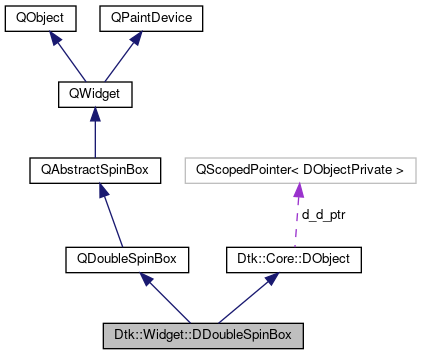 QObject
QPaintDevice
QWidget
QAbstractSpinBox
QScopedPointer< DObjectPrivate >
d_d_ptr
QDoubleSpinBox
Dtk::Core::DObject
Dtk::Widget::DDoubleSpinBox